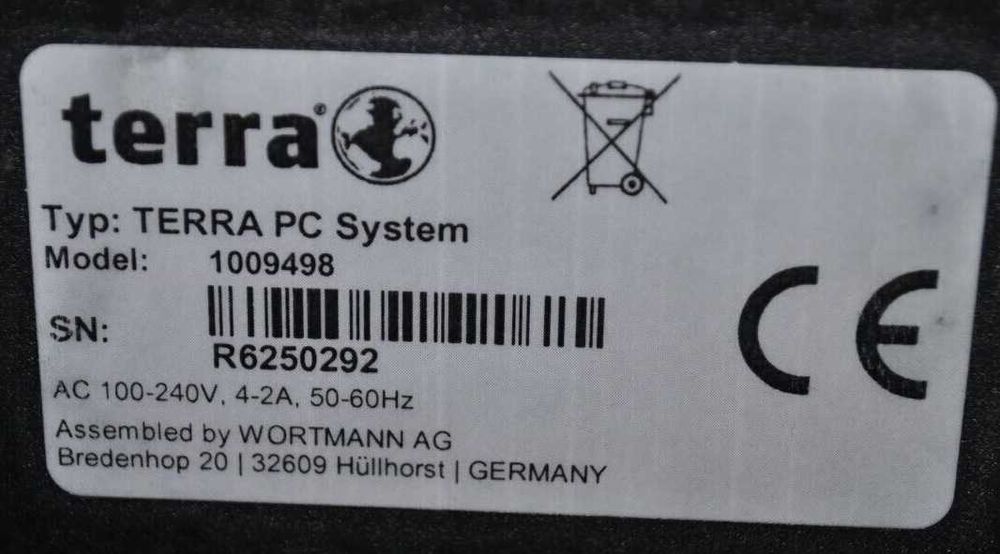 terra®
Typ: TERRA PC System
Model: 1009498
SN:
R6250292
AC 100-240V, 4-2A, 50-60Hz
Assembled by WORTMANN AG
Bredenhop 20 | 32609 Hüllhorst | GERMANY
CE